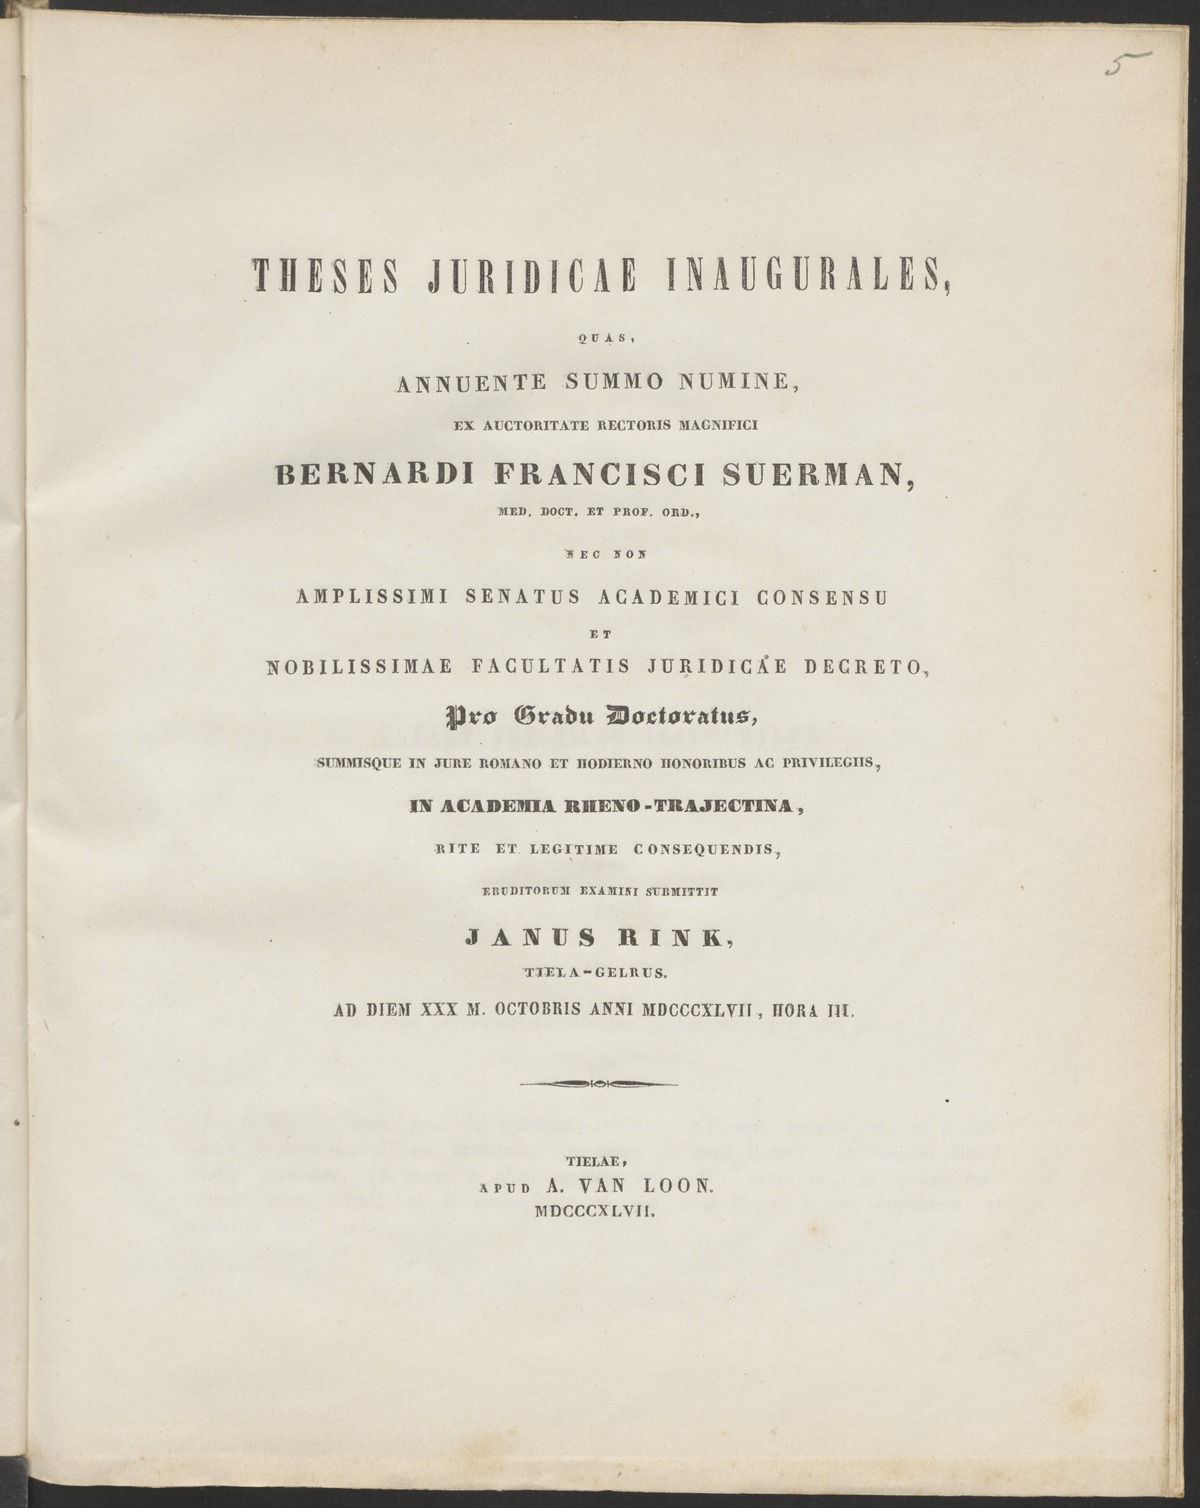 5
THESES JURIDICAE INAUGURALES,
QUAS,
ANNUENTE SUMMO NUMINE,
EX AUCTORITATE RECTORIS MAGNIFICI
BERNARDI FRANCISCI SUERMAN,
MED. DOCT. ET PROF. ORD.,
NEC NON
AMPLISSIMI SENATUS ACADEMICI CONSENSU
ET
NOBILISSIMAE FACULTATIS JURIDICAE DECRETO,
Pro Gradu Doctoratus,
SUMMISQUE IN JURE ROMANO ET HODIERNO HONORIBUS AC PRIVILEGIIS,
IN ACADEMIA RHENO-TRAJECTINA,
RITE ET LEGITIME CONSEQUENDIS,
ERUDITORUM EXAMINI SUBMITTIT
JANUS RINK,
TIELA-GELRUS.
AD DIEM XXX M. OCTOBRIS ANNI MDCCCXLVII, HORA III.
TIELAE,
APUD A. VAN LOON.
MDCCCXLVII.